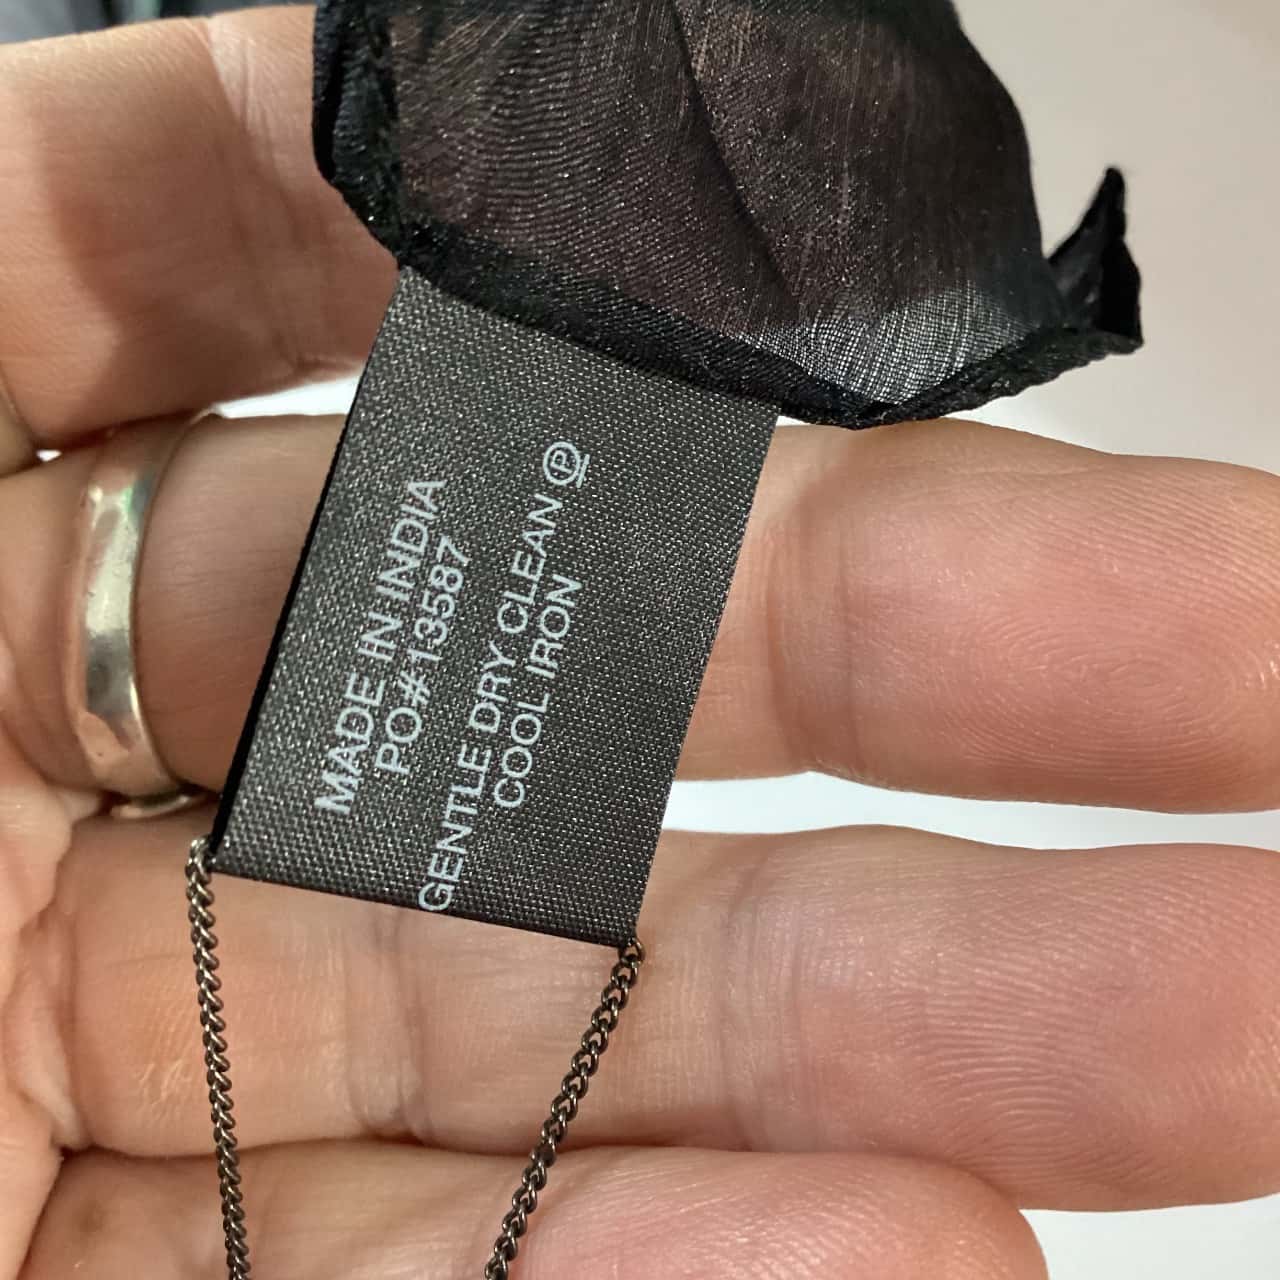 MADE IN INDIA
PO#13587
GENTLE DRY CLEAN Ⓟ
COOL IRON